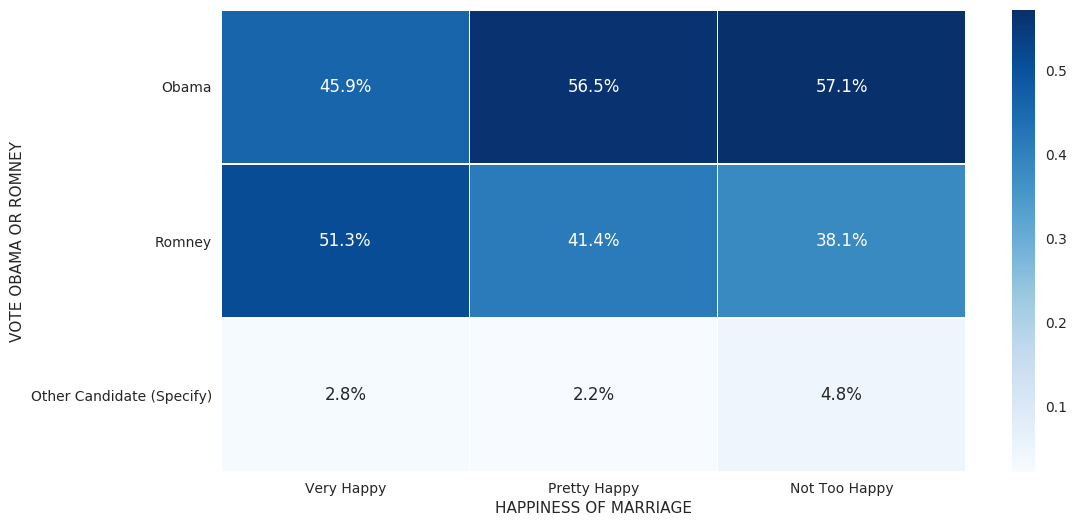 VOTE OBAMA OR ROMNEY
Obama
45.9% 56.5% 57.1%
Romney
51.3% 41.4% 38.1%
Other Candidate (Specify)
2.8% 2.2% 4.8%
Very Happy Pretty Happy Not Too Happy
HAPPINESS OF MARRIAGE
0.5
0.4
0.3
0.2
0.1